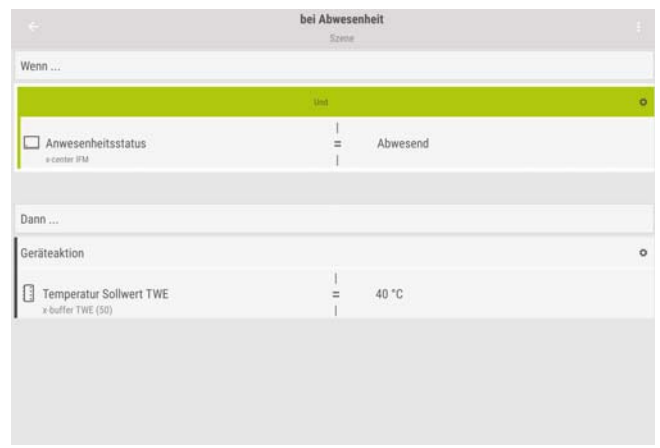 bei Abwesenheit
Szene
Wenn ...
Und
Anwesenheitsstatus = Abwesend
x-center IFM
Dann ...
Geräteaktion
Temperatur Sollwert TWE = 40 °C
x-buffer TWE (50)